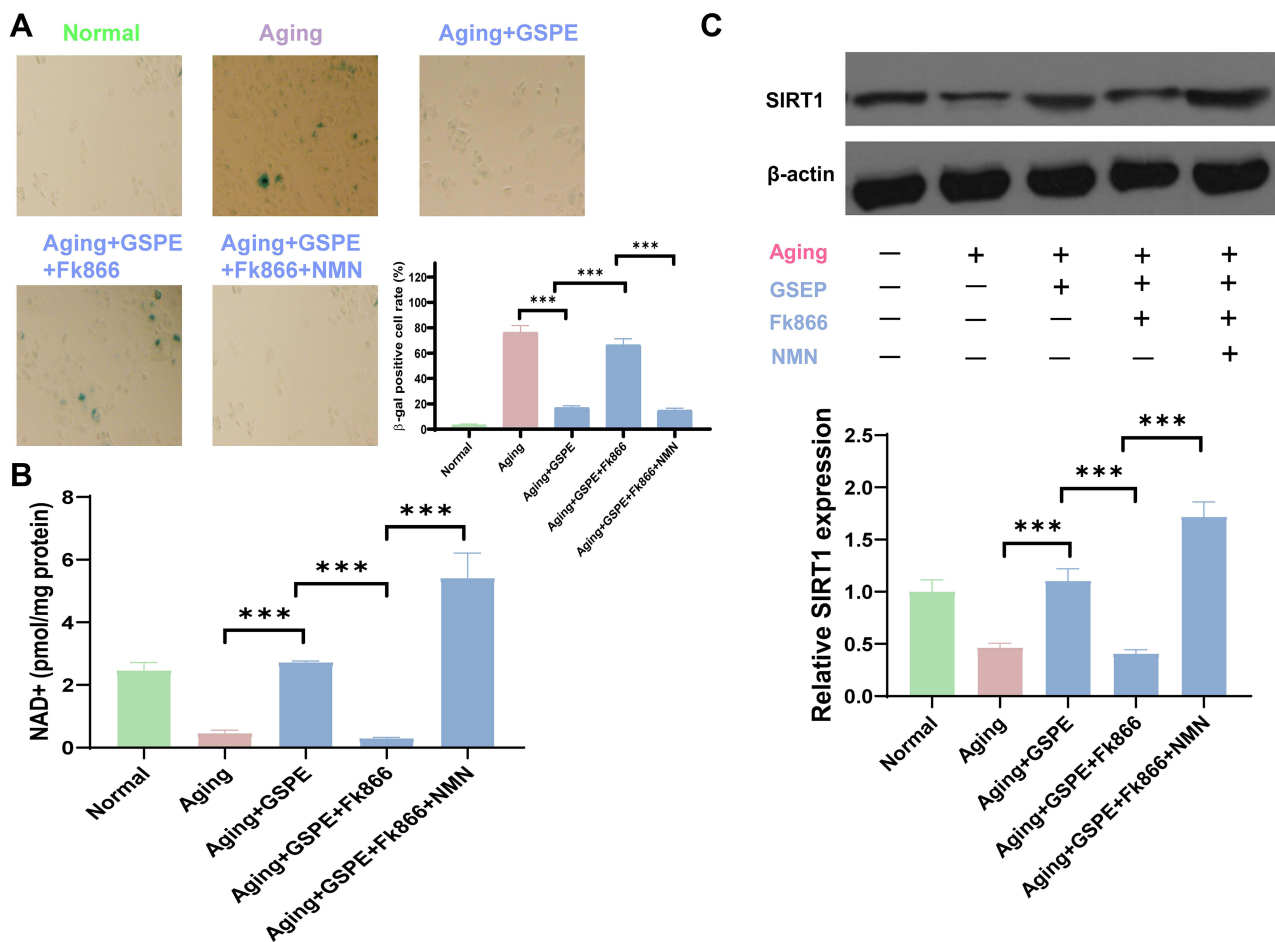 A
Normal
Aging
Aging+GSPE
Aging+GSPE
+Fk866
Aging+GSPE
+Fk866+NMN
β-gal positive cell rate (%)
120
100
80
60
40
20
0
***
***
***
Normal
Aging
Aging+GSPE
Aging+GSPE+Fk866
Aging+GSPE+Fk866+NMN
B
NAD+ (pmol/mg protein)
8
6
4
2
0
***
***
***
Normal
Aging
Aging+GSPE
Aging+GSPE+Fk866
Aging+GSPE+Fk866+NMN
C
SIRT1
β-actin
Aging — + + + +
GSEP — — + + +
Fk866 — — — + +
NMN — — — — +
Relative SIRT1 expression
2.5
2.0
1.5
1.0
0.5
0.0
***
***
***
Normal
Aging
Aging+GSPE
Aging+GSPE+Fk866
Aging+GSPE+Fk866+NMN